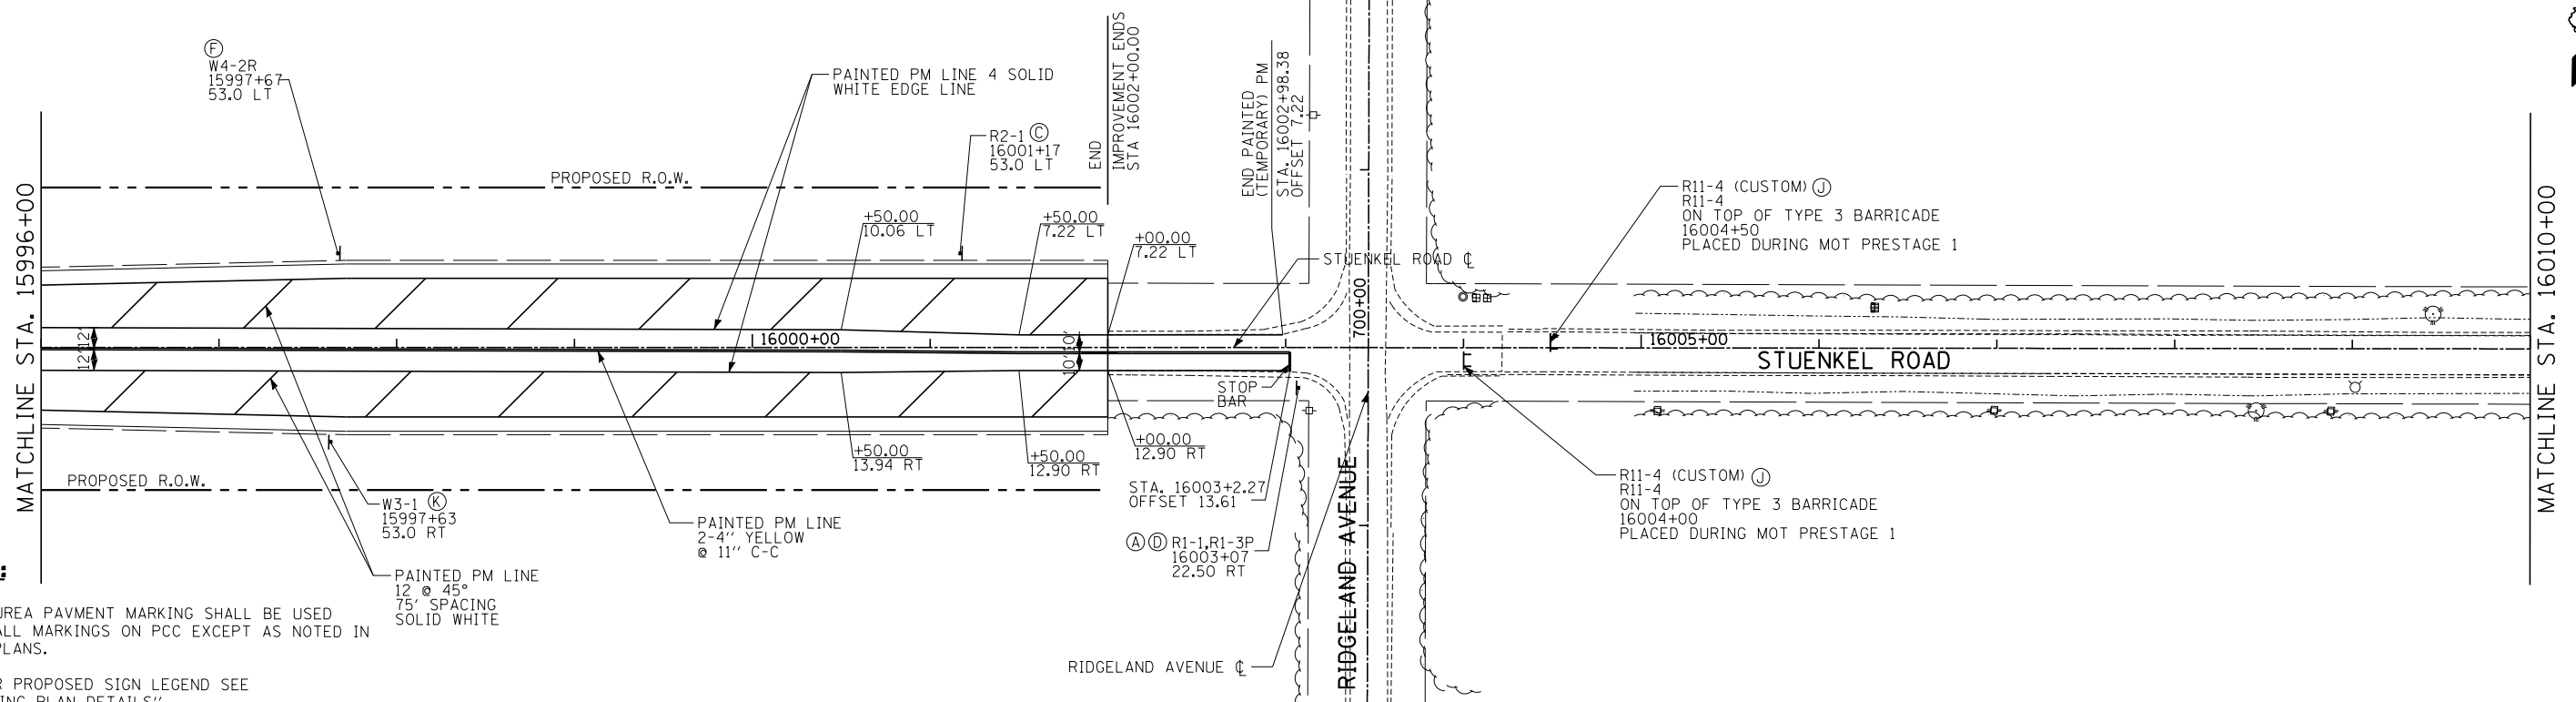 MATCHLINE STA. 15996+00
F
W4-2R
15997+67
53.0 LT
PAINTED PM LINE 4 SOLID
WHITE EDGE LINE
R2-1 C
16001+17
53.0 LT
END
IMPROVEMENT ENDS
STA 16002+00.00
END PAINTED
(TEMPORARY) PM
STA. 16002+98.38
OFFSET 7.22
PROPOSED R.O.W.
+50.00
10.06 LT
+50.00
7.22 LT
+00.00
7.22 LT
STUENKEL ROAD ℄
700+00
R11-4 (CUSTOM) J
R11-4
ON TOP OF TYPE 3 BARRICADE
16004+50
PLACED DURING MOT PRESTAGE 1
MATCHLINE STA. 16010+00
12'
12'
16000+00
10'
10'
16005+00
STUENKEL ROAD
STOP
BAR
+50.00
13.94 RT
+50.00
12.90 RT
+00.00
12.90 RT
PROPOSED R.O.W.
W3-1 K
15997+63
53.0 RT
PAINTED PM LINE
2-4'' YELLOW
@ 11'' C-C
STA. 16003+2.27
OFFSET 13.61
A D R1-1,R1-3P
16003+07
22.50 RT
RIDGELAND AVENUE
R11-4 (CUSTOM) J
R11-4
ON TOP OF TYPE 3 BARRICADE
16004+00
PLACED DURING MOT PRESTAGE 1
PAINTED PM LINE
12 @ 45°
75' SPACING
SOLID WHITE
RIDGELAND AVENUE ℄
UREA PAVMENT MARKING SHALL BE USED
ALL MARKINGS ON PCC EXCEPT AS NOTED IN
PLANS.
R PROPOSED SIGN LEGEND SEE
ING PLAN DETAILS''